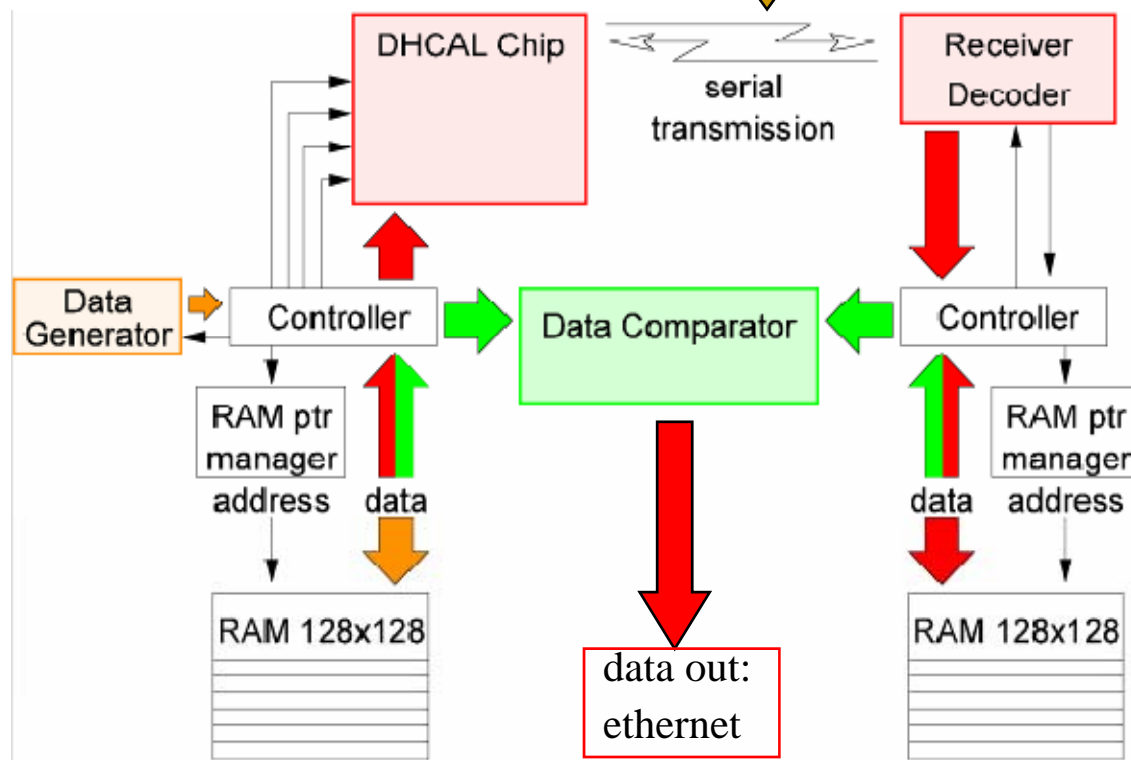 DHCAL Chip
serial
transmission
Receiver
Decoder
Data
Generator
Controller
Data Comparator
Controller
RAM ptr
manager
address
data
RAM ptr
manager
data
address
RAM 128x128
data out:
ethernet
RAM 128x128